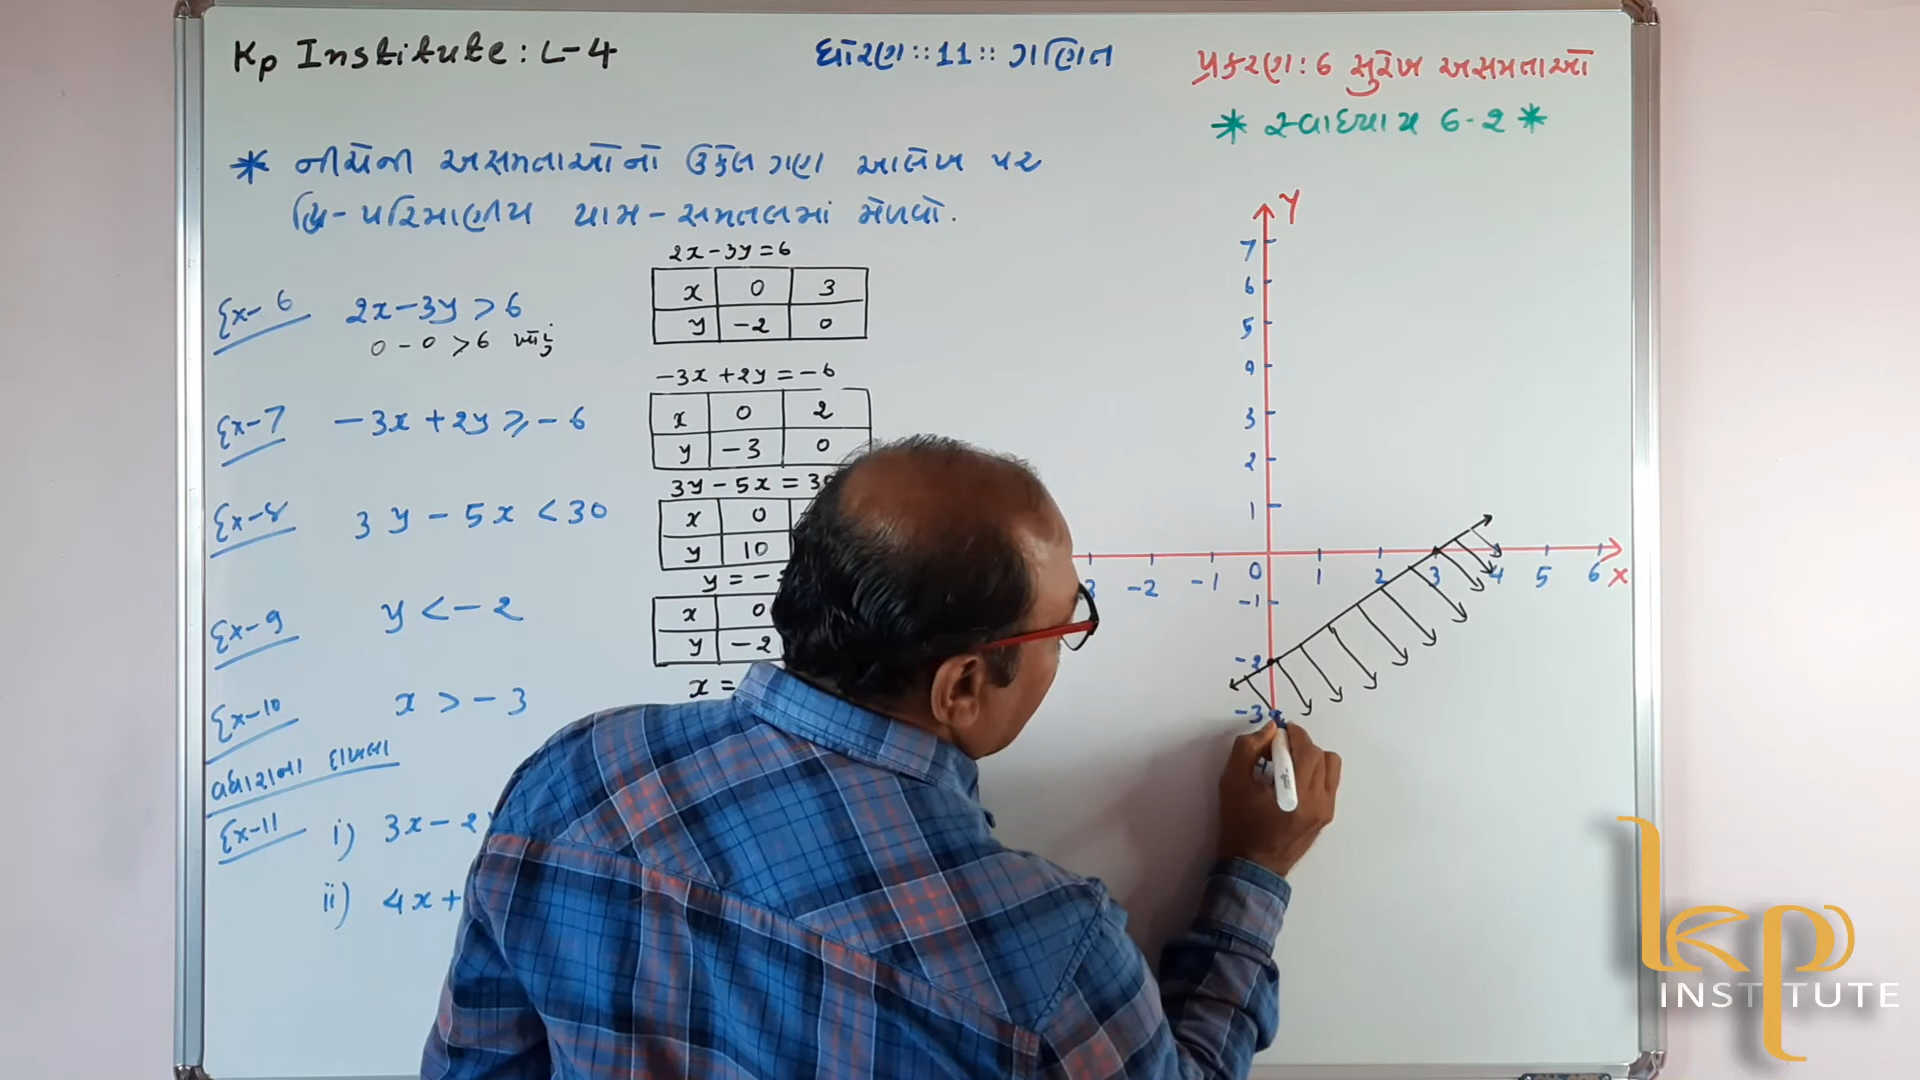 Kp Institute: L-4
ધોરણ::11::ગણિત
પ્રકરણ: 6 સુરેખ અસમતાઓ
* સ્વાધ્યાય 6.2 *
* નીચેની અસમતાઓનો ઉકેલ ગણ આલેખ પર
દ્વિ-પરિમાણીય યામ-સમતલમાં મેળવો.
Ex-6 2x-3y>6
0-0>6 ખોટું
2x-3y=6
x 0 3
y -2 0
Ex-7 -3x+2y≥-6
-3x+2y=-6
x 0 2
y -3 0
Ex-8 3y-5x<30
3y-5x=3
x 0
y 10
Ex-9 y<-2
y=-
x 0
y -2
Ex-10 x>-3
x=
વધારાના દાખલા
Ex-11 i) 3x-2
ii) 4x+
Y
7
6
5
4
3
2
1
3 -2 -1 0 1 2 3 4 5 6 X
-1
-2
-3
kp
INSTITUTE